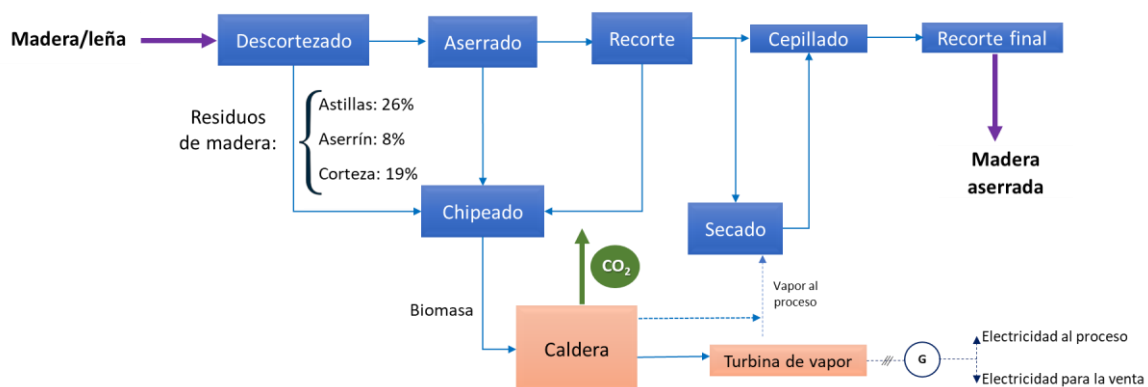 Madera/leña
Descortezado
Aserrado
Recorte
Cepillado
Recorte final
Residuos
de madera:
Astillas: 26%
Aserrín: 8%
Corteza: 19%
Madera
aserrada
Chipeado
Secado
CO₂
Vapor al
proceso
Biomasa
Caldera
Turbina de vapor
G
Electricidad al proceso
Electricidad para la venta